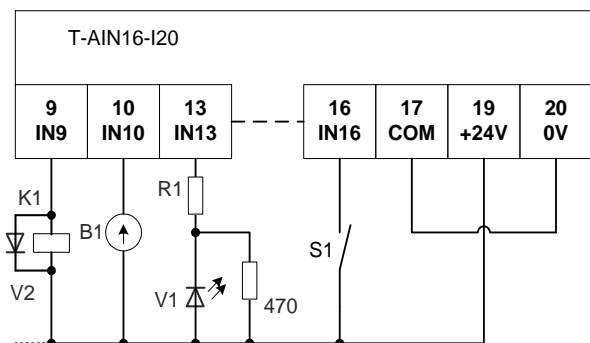 T-AIN16-I20
9 10 13 16 17 19 20
IN9 IN10 IN13 IN16 COM +24V 0V
K1
R1
B1
S1
V2
V1
470